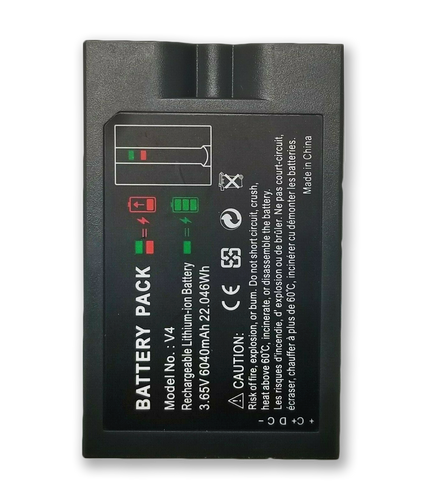 BATTERY PACK
Model No.: V4
Rechargeable Lithium-ion Battery
3.65V 6040mAh 22.046Wh
CE
⚠ CAUTION:
Risk of fire, explosion, or burn. Do not short circuit, crush,
heat above 60℃, incinerate, or disassemble the battery.
Les risques d'incendie, d' explosion ou de brûler. Ne pas court-circuit,
écraser, chauffer à plus de 60℃, incinérer ou démonter les batteries.
Made in China
+ C+ D C -